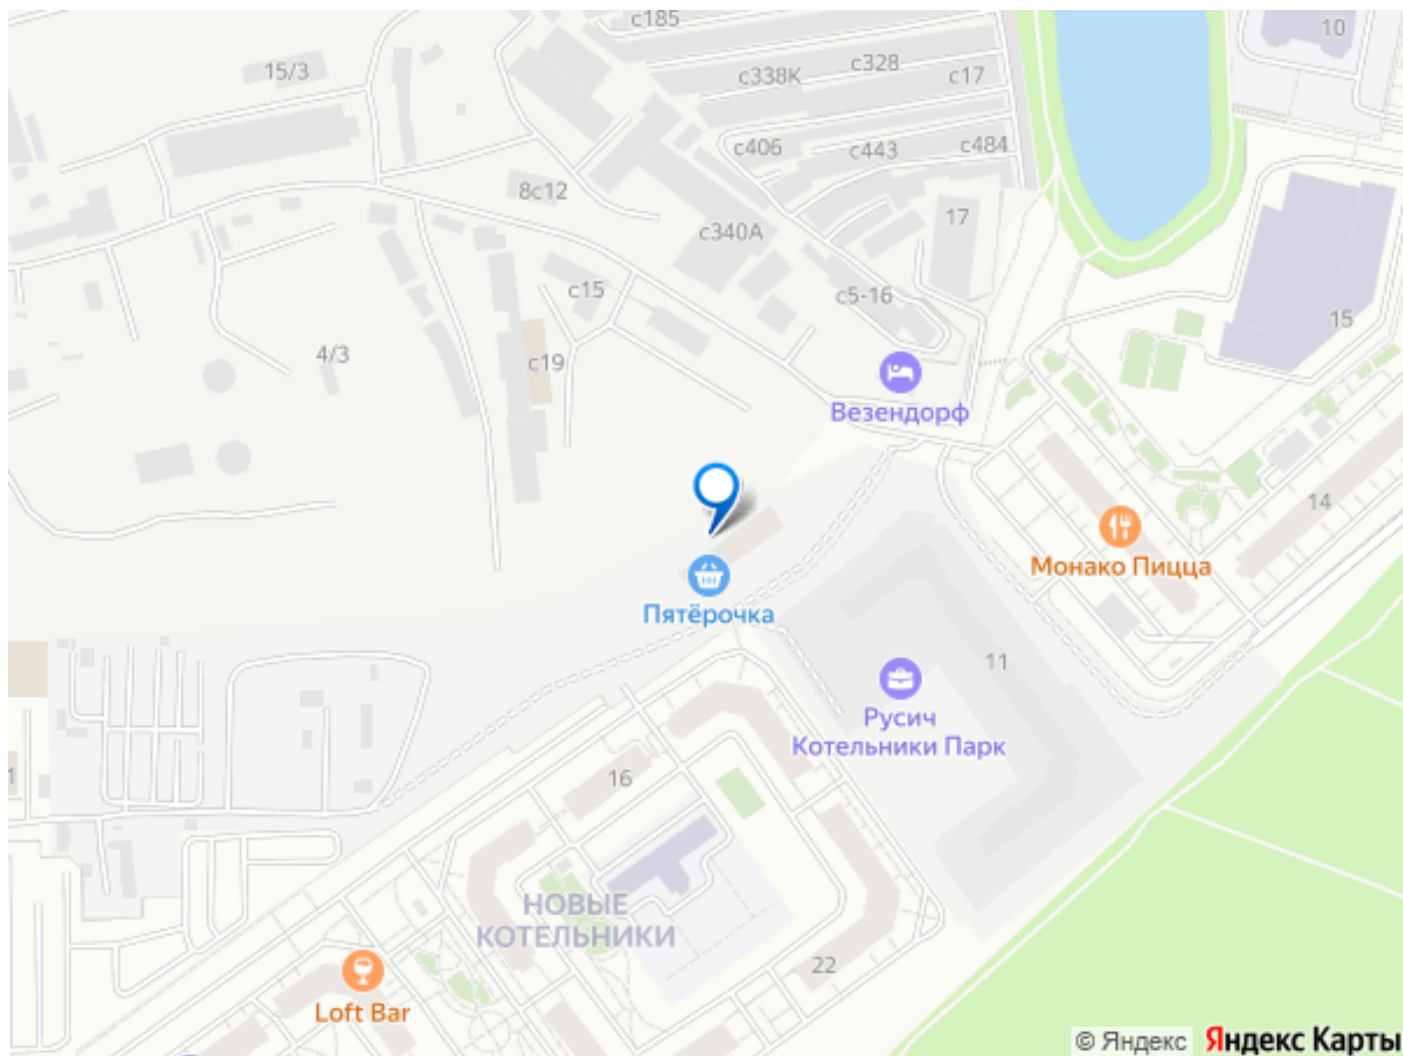 с185
10
15/3
с338К
с328
с17
с406
с443
с484
8с12
с340А
17
с15
с5-16
15
4/3
с19
Везендорф
14
Монако Пицца
Пятёрочка
11
Русич
Котельники Парк
16
НОВЫЕ
КОТЕЛЬНИКИ
22
Loft Bar
© Яндекс Яндекс Карты